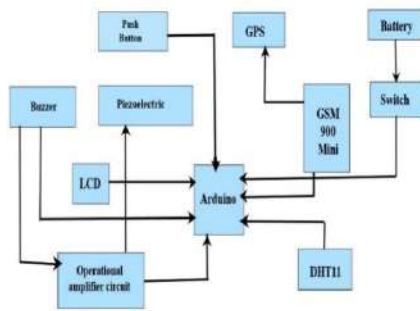 Push
Button
GPS
Battery
Buzzer
Piezoelectric
GSM
900
Mini
Switch
LCD
Arduino
Operational
amplifier circuit
DHT11